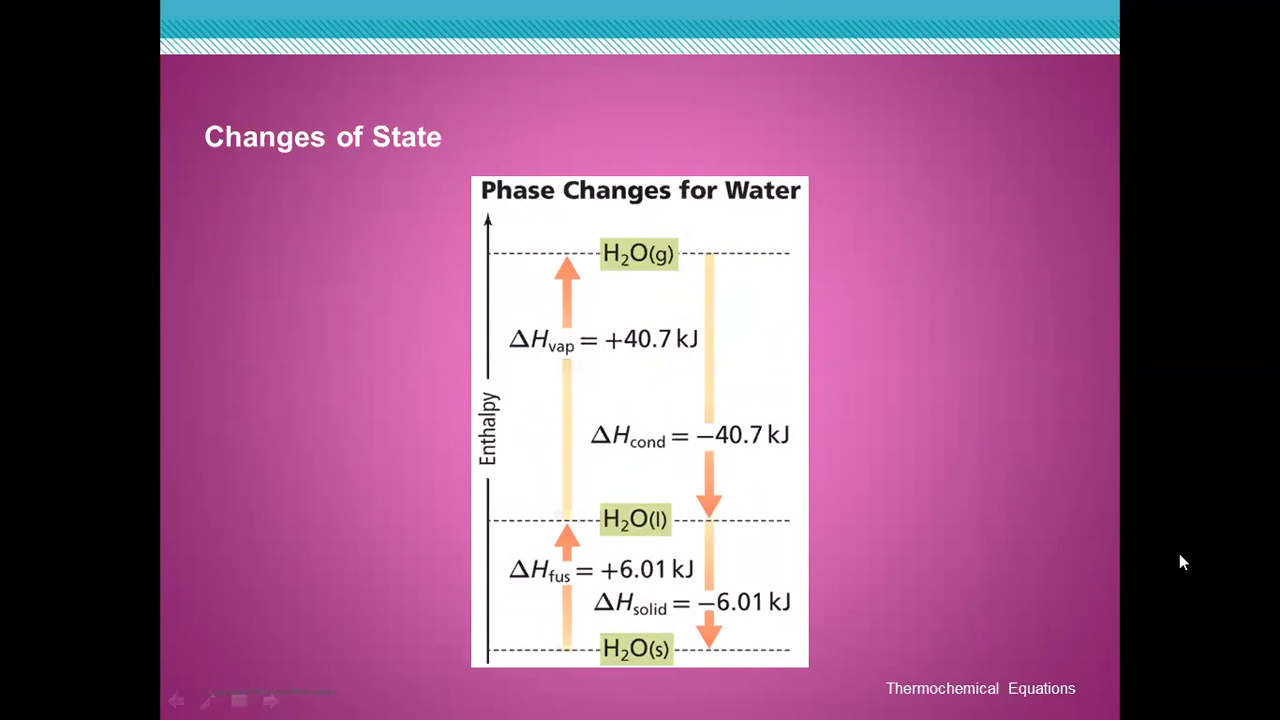 Changes of State
Phase Changes for Water
H₂O(g)
ΔHvap = +40.7 kJ
Enthalpy
ΔHcond = −40.7 kJ
H₂O(l)
ΔHfus = +6.01 kJ
ΔHsolid = −6.01 kJ
H₂O(s)
Thermochemical Equations